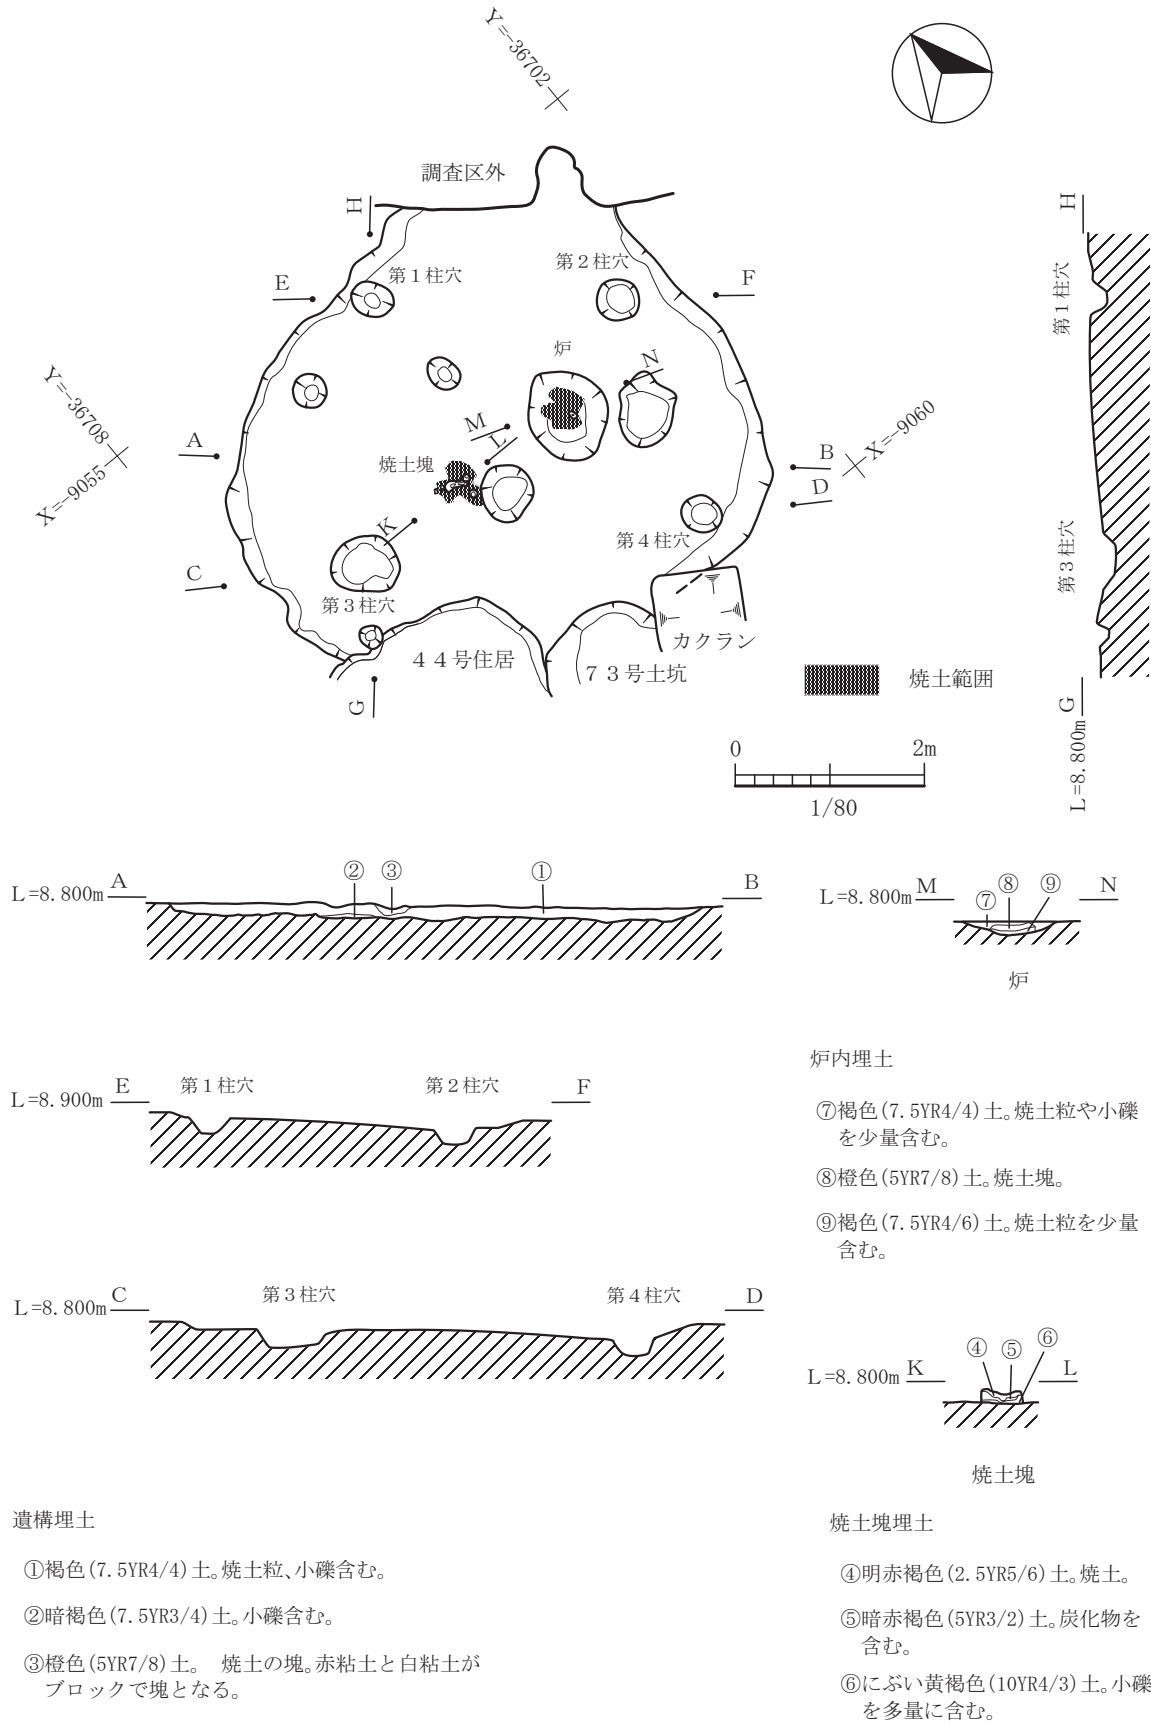 Y=-36702
調査区外
H
H
第1柱穴
第2柱穴
E
F
第1柱穴
炉
N
Y=-36708
M
L
X=-9060
A
B
焼土塊
D
X=-9055
K
第4柱穴
第3柱穴
C
第3柱穴
カクラン
44号住居
73号土坑
焼土範囲
G
G
L=8.800m
0
2m
1/80
②
③
①
L=8.800m
A
B
L=8.800m
M
N
⑦
⑧
⑨
炉
L=8.900m
E
第1柱穴
第2柱穴
F
炉内埋土
⑦褐色(7.5YR4/4)土。焼土粒や小礫
を少量含む。
⑧橙色(5YR7/8)土。焼土塊。
⑨褐色(7.5YR4/6)土。焼土粒を少量
含む。
L=8.800m
C
第3柱穴
第4柱穴
D
④
⑤
⑥
L=8.800m
K
L
焼土塊
遺構埋土
①褐色(7.5YR4/4)土。焼土粒、小礫含む。
②暗褐色(7.5YR3/4)土。小礫含む。
③橙色(5YR7/8)土。 焼土の塊。赤粘土と白粘土が
ブロックで塊となる。
焼土塊埋土
④明赤褐色(2.5YR5/6)土。焼土。
⑤暗赤褐色(5YR3/2)土。炭化物を
含む。
⑥にぶい黄褐色(10YR4/3)土。小礫
を多量に含む。